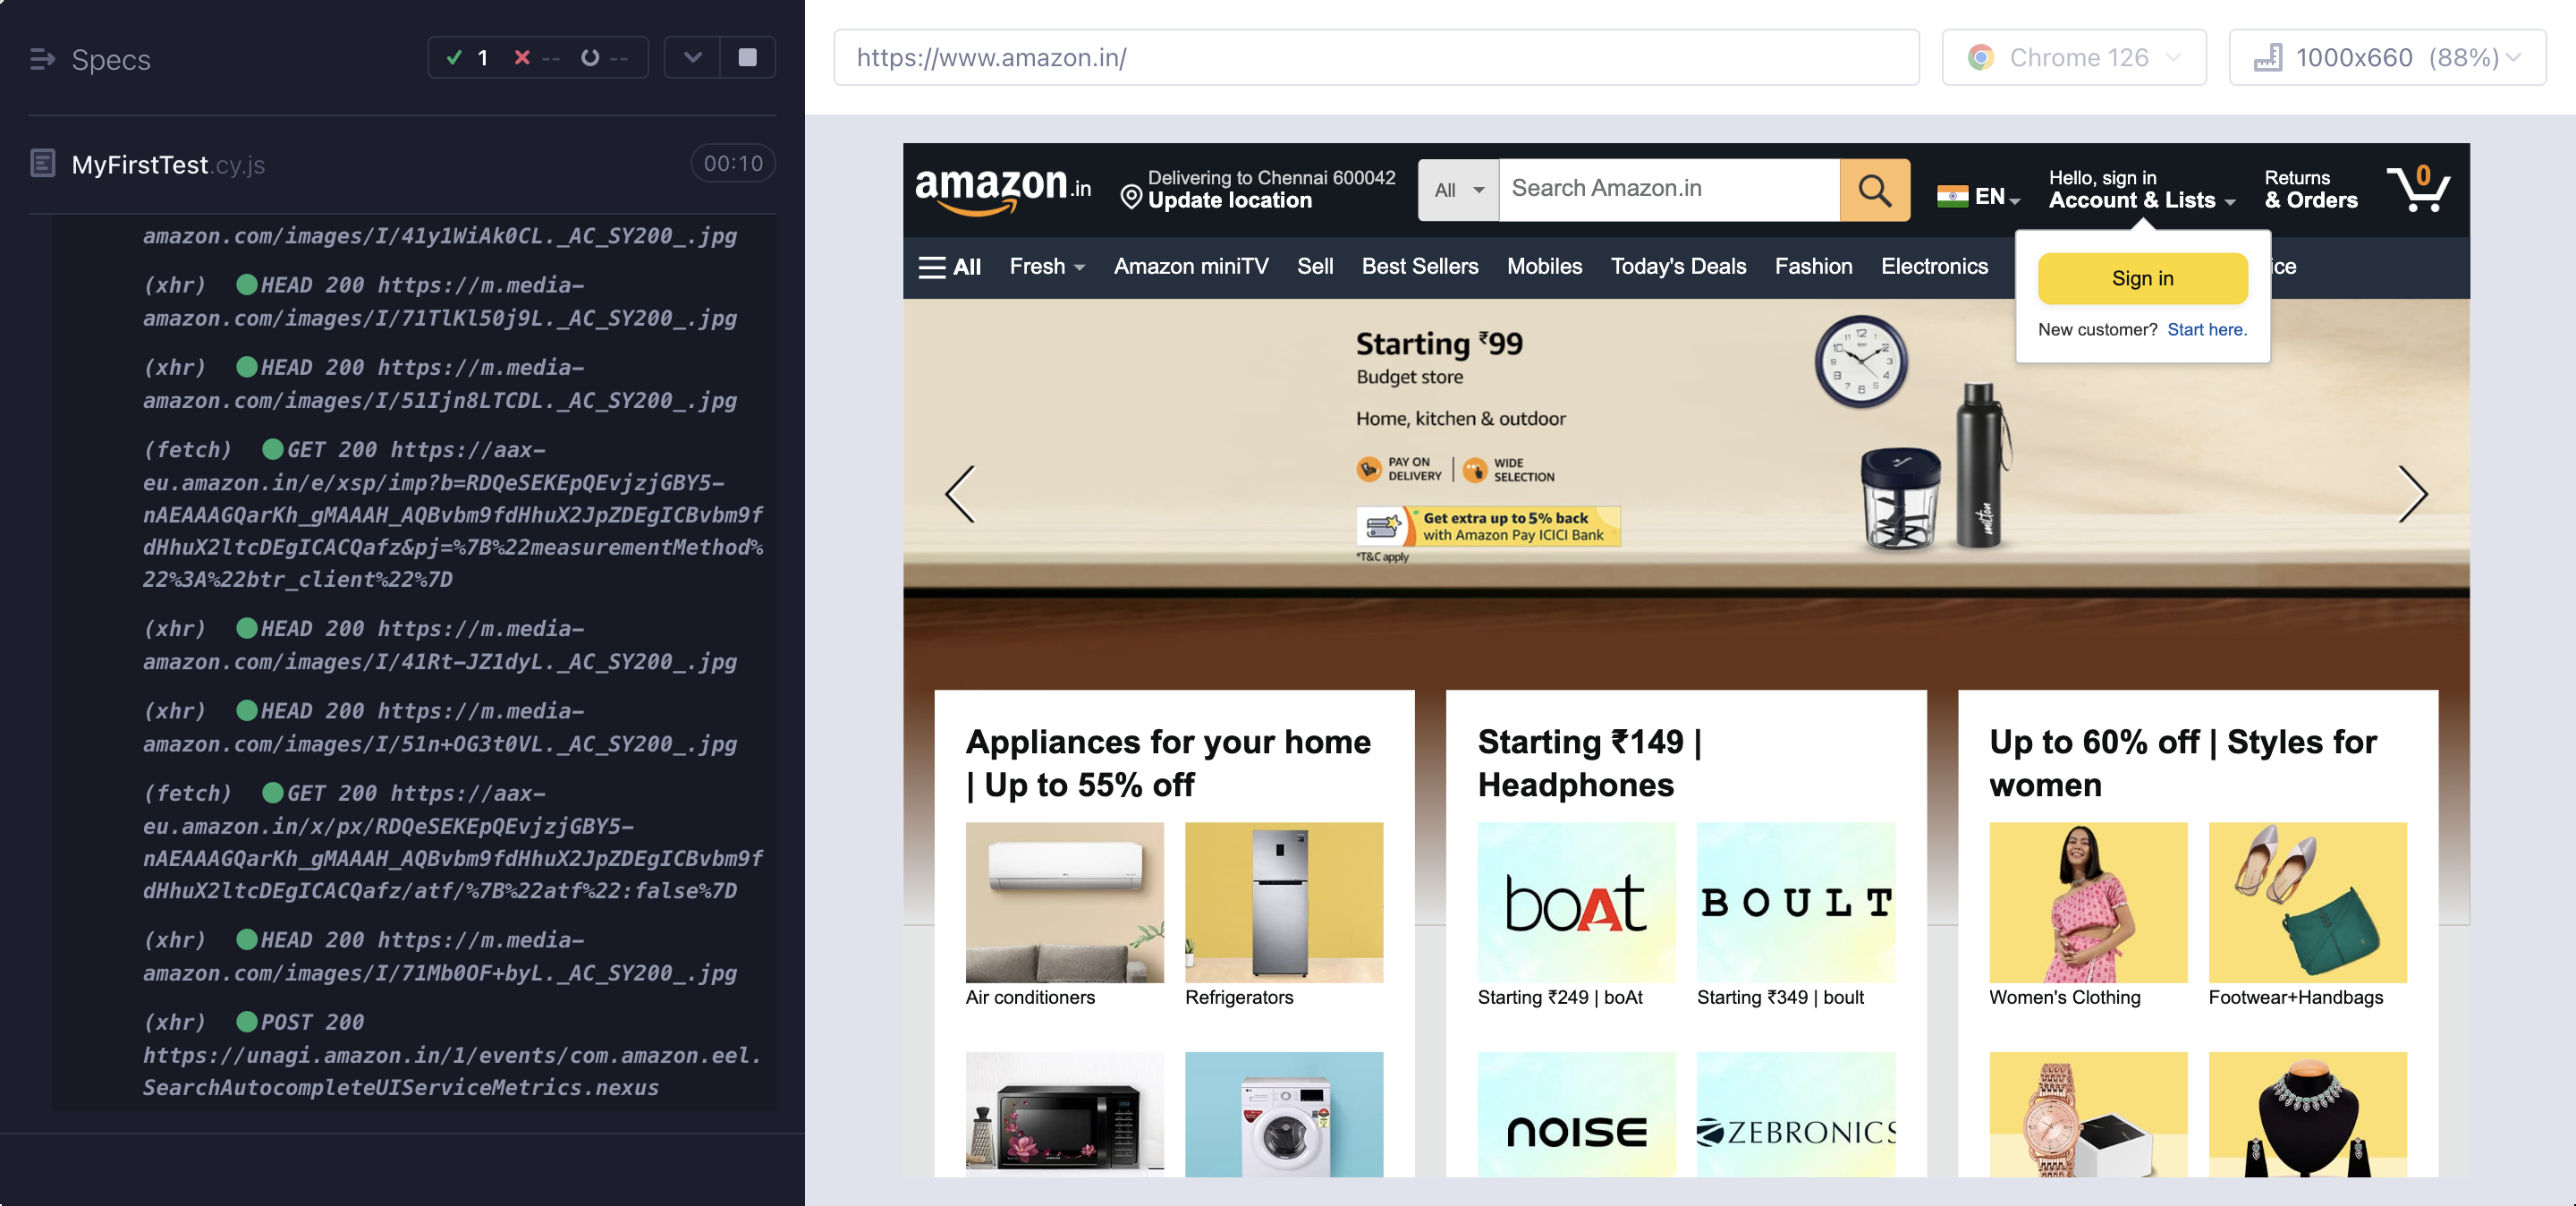 Specs
1
--
--
MyFirstTest.cy.js
00:10
amazon.com/images/I/41y1WiAk0CL._AC_SY200_.jpg
(xhr) HEAD 200 https://m.media-
amazon.com/images/I/71TlKl50j9L._AC_SY200_.jpg
(xhr) HEAD 200 https://m.media-
amazon.com/images/I/51Ijn8LTCDL._AC_SY200_.jpg
(fetch) GET 200 https://aax-
eu.amazon.in/e/xsp/imp?b=RDQeSEKEpQEvjzjGBY5-
nAEAAAGQarKh_gMAAAH_AQBvbm9fdHhuX2JpZDEgICBvbm9f
dHhuX2ltcDEgICACQafz&pj=%7B%22measurementMethod%
22%3A%22btr_client%22%7D
(xhr) HEAD 200 https://m.media-
amazon.com/images/I/41Rt-JZ1dyL._AC_SY200_.jpg
(xhr) HEAD 200 https://m.media-
amazon.com/images/I/51n+OG3t0VL._AC_SY200_.jpg
(fetch) GET 200 https://aax-
eu.amazon.in/x/px/RDQeSEKEpQEvjzjGBY5-
nAEAAAGQarKh_gMAAAH_AQBvbm9fdHhuX2JpZDEgICBvbm9f
dHhuX2ltcDEgICACQafz/atf/%7B%22atf%22:false%7D
(xhr) HEAD 200 https://m.media-
amazon.com/images/I/71Mb0OF+byL._AC_SY200_.jpg
(xhr) POST 200
https://unagi.amazon.in/1/events/com.amazon.eel.
SearchAutocompleteUIServiceMetrics.nexus
https://www.amazon.in/
Chrome 126
1000x660 (88%)
amazon.in
Delivering to Chennai 600042
Update location
All
Search Amazon.in
EN
Hello, sign in
Account & Lists
Returns
& Orders
0
All
Fresh
Amazon miniTV
Sell
Best Sellers
Mobiles
Today's Deals
Fashion
Electronics
ice
Sign in
New customer? Start here.
Starting ₹99
Budget store
Home, kitchen & outdoor
PAY ON
DELIVERY
WIDE
SELECTION
Get extra up to 5% back
with Amazon Pay ICICI Bank
*T&C apply
milton
Appliances for your home
| Up to 55% off
Air conditioners
Refrigerators
Starting ₹149 |
Headphones
boAt
BOULT
Starting ₹249 | boAt
Starting ₹349 | boult
NOISE
ZEBRONICS
Up to 60% off | Styles for
women
Women's Clothing
Footwear+Handbags